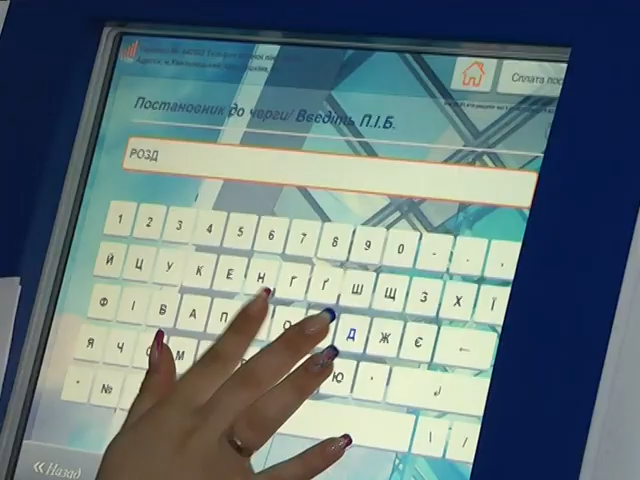 Сплата пос
Постановник до черги/ Введіть П.І.Б.
РОЗД
1 2 3 4 5 6 7 8 9 0 - . ,
Й Ц У К Е Н Г Ґ Ш Щ З Х Ї
Ф І В А П О Д Ж Є ←
Я Ч М Ю '
" № \ /
«Назад